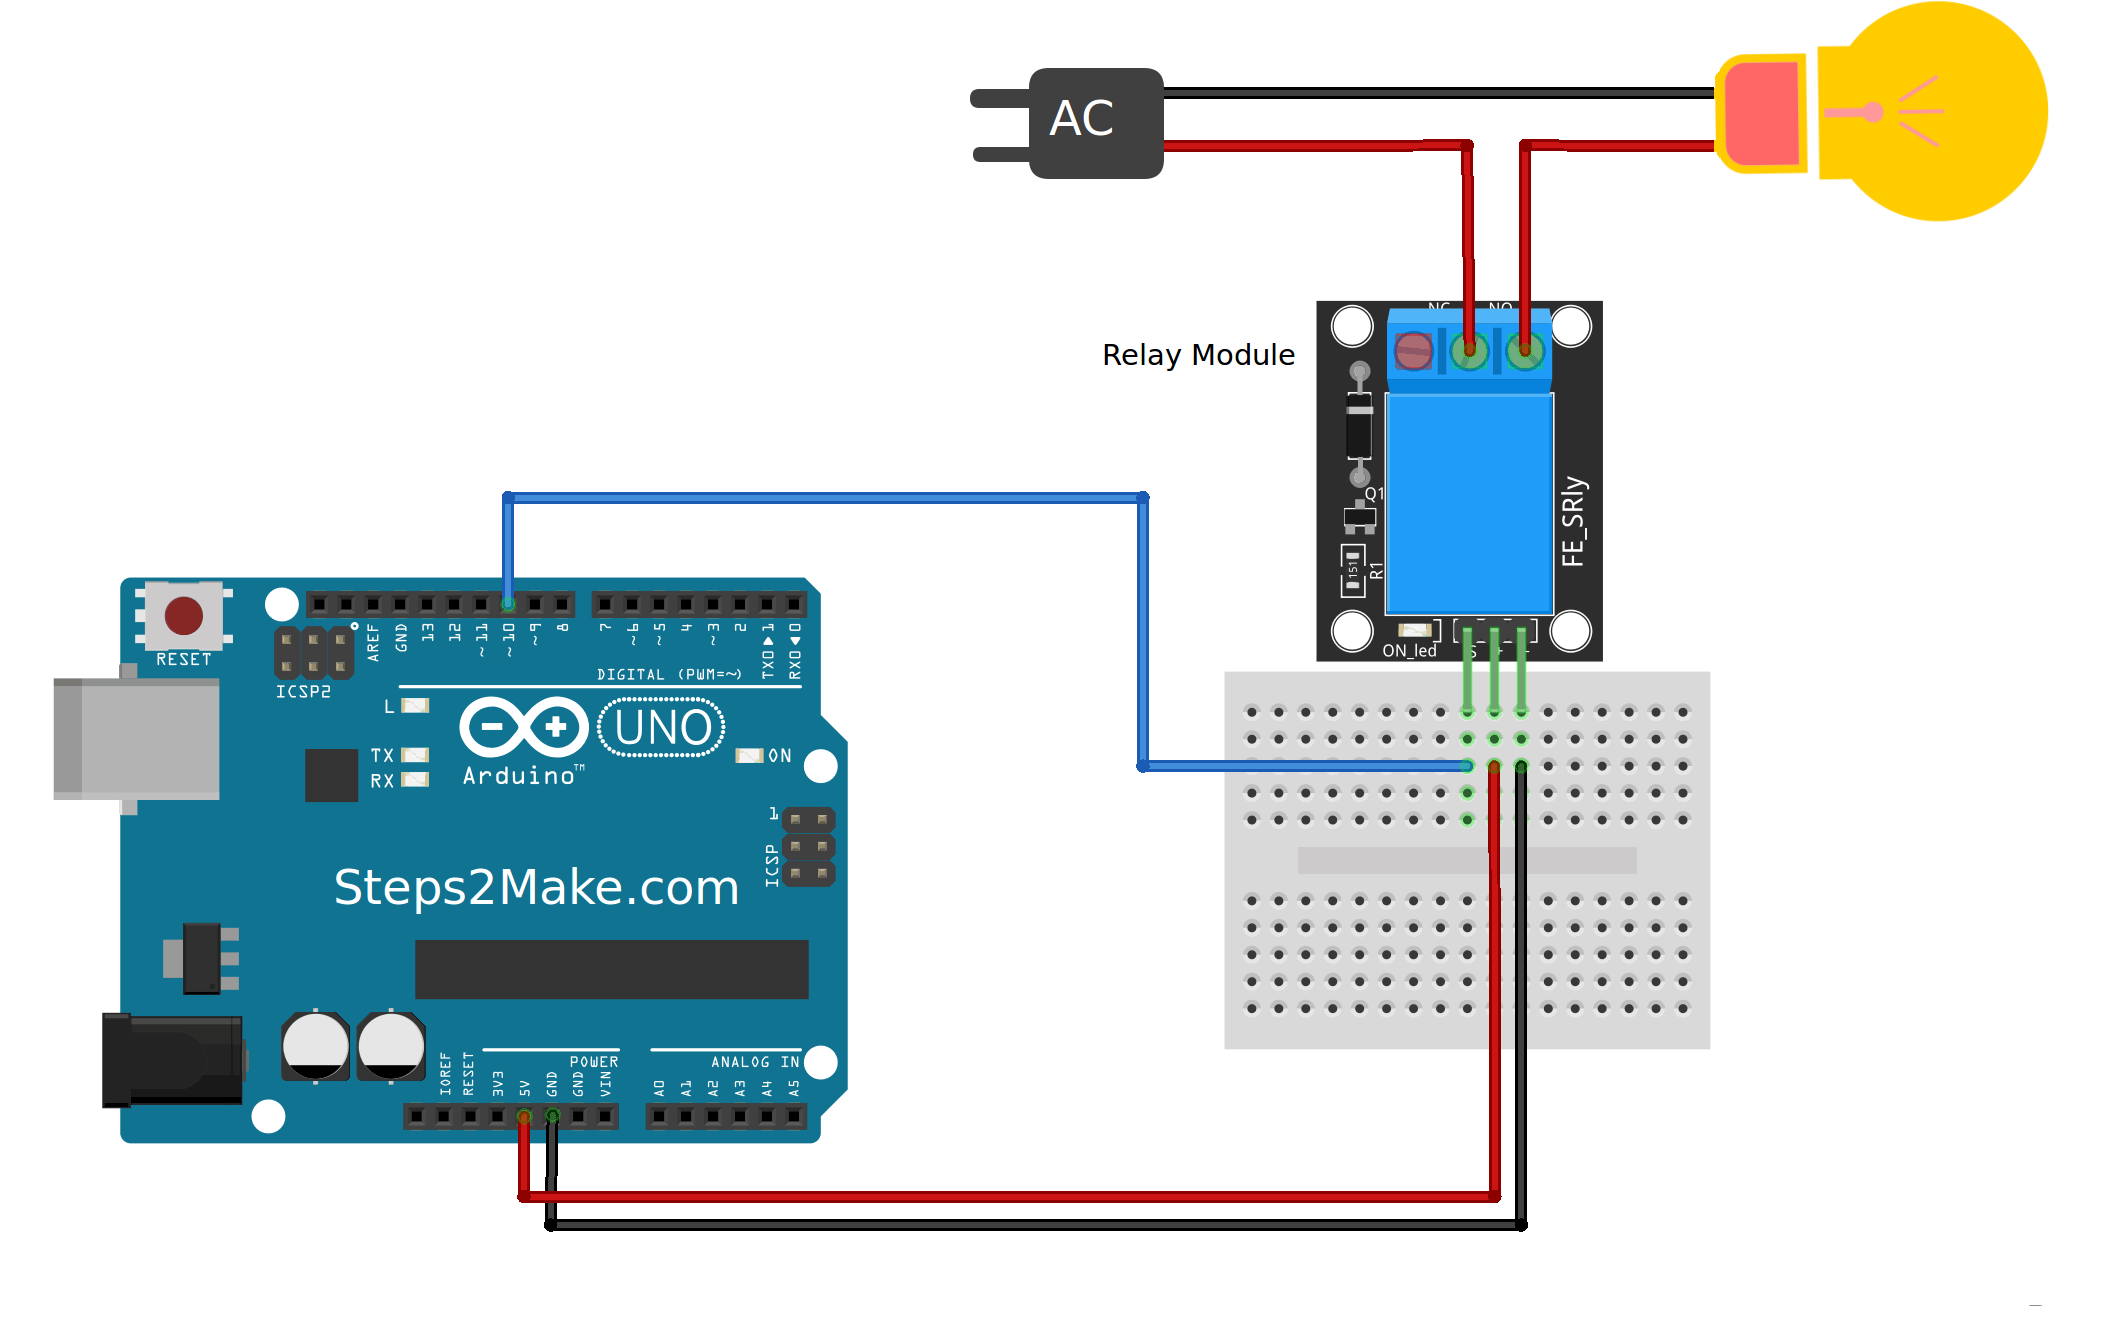 AC
NC
NO
Relay Module
Q1
FE_SRly
151
R1
ON_led
S
+
-
RESET
ICSP2
AREF
GND
13
12
~11
~10
~9
8
7
~6
~5
4
~3
2
TX0▶1
RX0◀0
DIGITAL (PWM=~)
L
TX
RX
UNO
ON
Arduino™
1
ICSP
Steps2Make.com
IOREF
RESET
3V3
5V
GND
GND
VIN
POWER
ANALOG IN
A0
A1
A2
A3
A4
A5